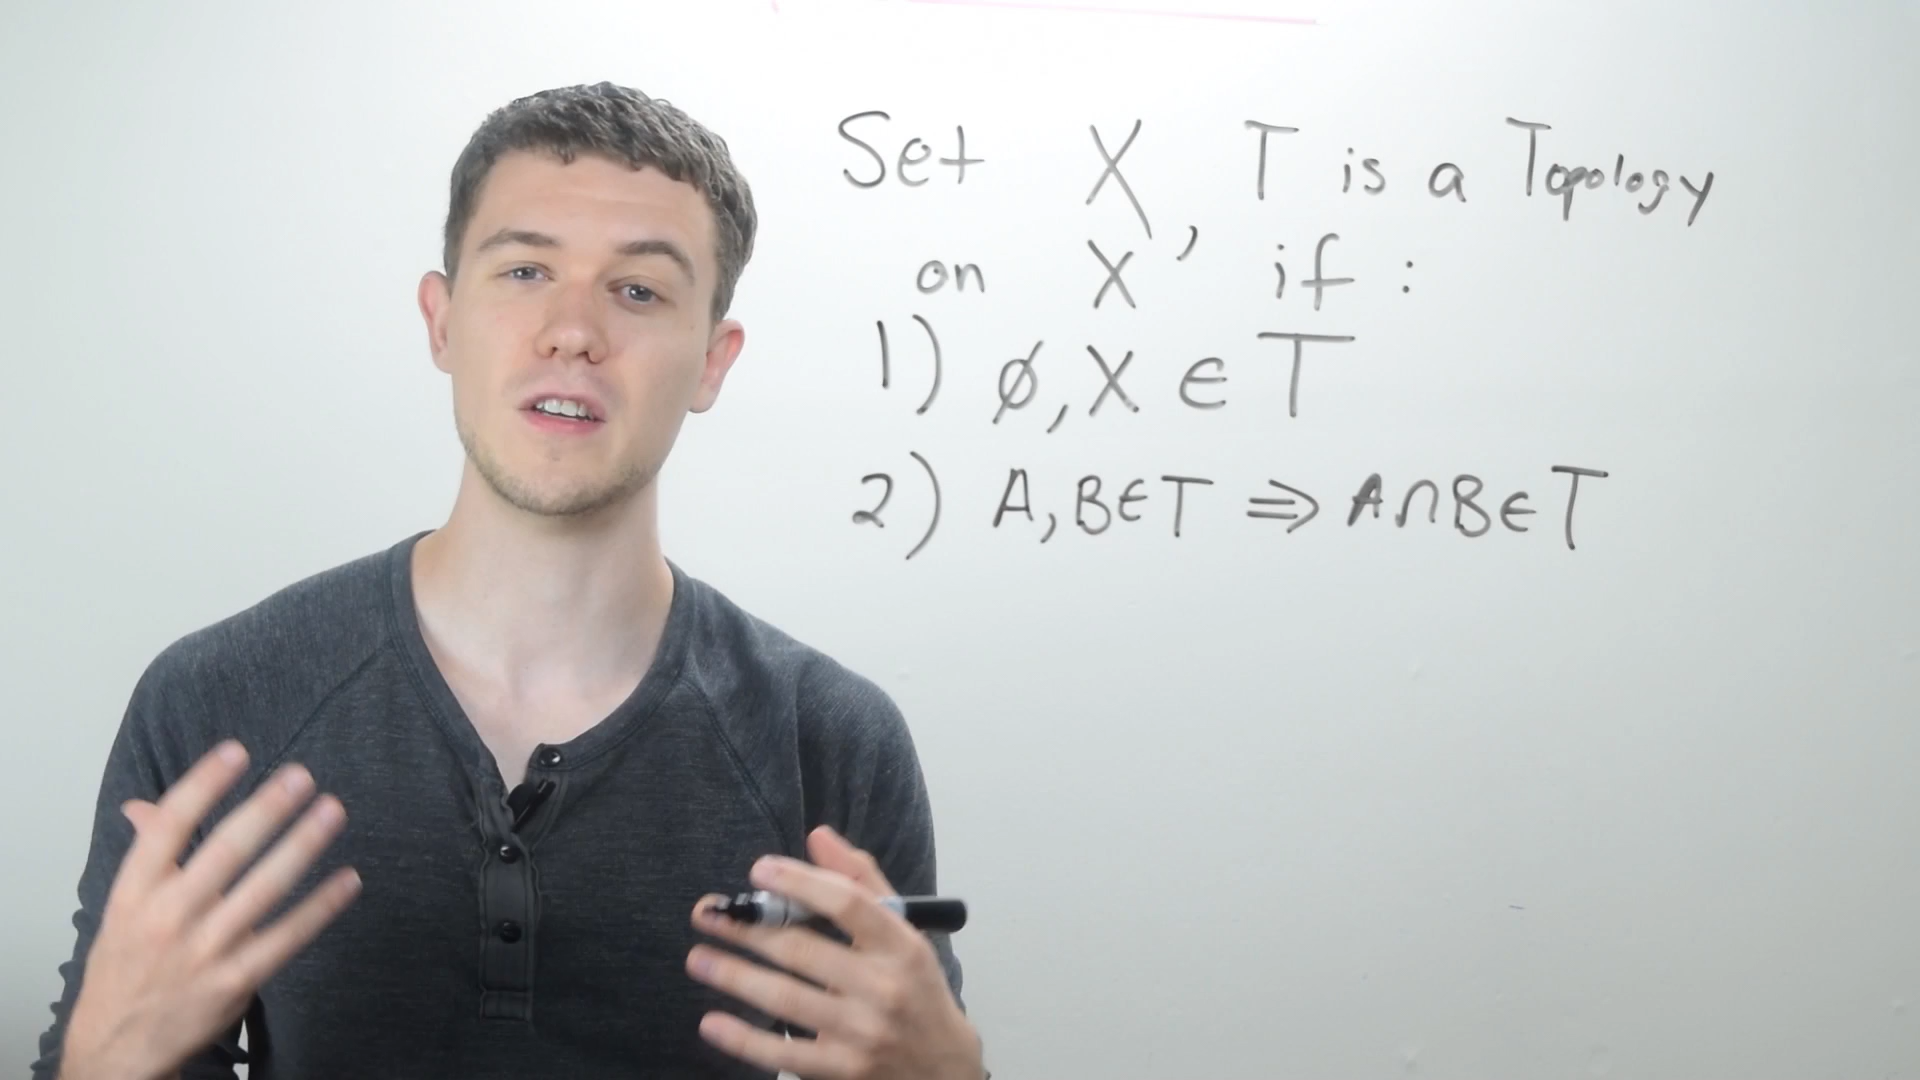 Set X, T is a Topology
on X if :
1) ∅, X ∈ T
2) A, B ∈ T ⇒ A ∩ B ∈ T